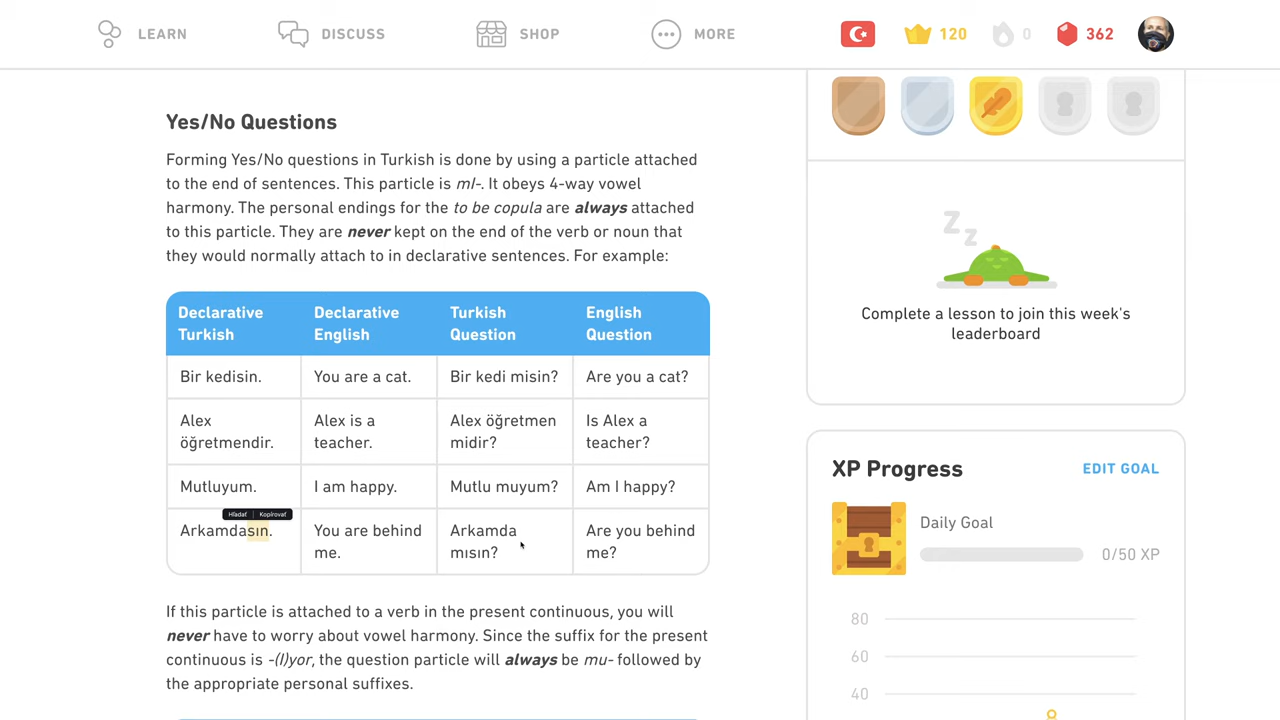 LEARN
DISCUSS
SHOP
MORE
120
0
362
Yes/No Questions
Forming Yes/No questions in Turkish is done by using a particle attached
to the end of sentences. This particle is mI-. It obeys 4-way vowel
harmony. The personal endings for the to be copula are always attached
to this particle. They are never kept on the end of the verb or noun that
they would normally attach to in declarative sentences. For example:
Declarative Turkish
Declarative English
Turkish Question
English Question
Bir kedisin.
You are a cat.
Bir kedi misin?
Are you a cat?
Alex
öğretmendir.
Alex is a
teacher.
Alex öğretmen
midir?
Is Alex a
teacher?
Mutluyum.
I am happy.
Mutlu muyum?
Am I happy?
Hľadať
Kopírovať
Arkamdasın.
You are behind
me.
Arkamda
mısın?
Are you behind
me?
If this particle is attached to a verb in the present continuous, you will
never have to worry about vowel harmony. Since the suffix for the present
continuous is -(I)yor, the question particle will always be mu- followed by
the appropriate personal suffixes.
Z
Z
Complete a lesson to join this week's
leaderboard
XP Progress
EDIT GOAL
Daily Goal
0/50 XP
80
60
40